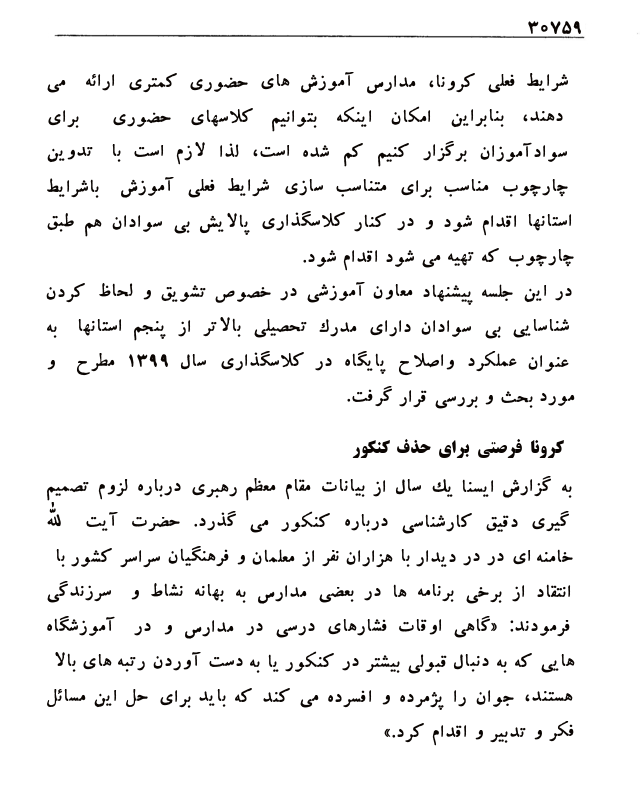 ۳۰۷۵۹
شرایط فعلی کرونا، مدارس آموزش های حضوری کمتری ارائه می
دهند، بنابراین امکان اینکه بتوانیم کلاسهای حضوری برای
سوادآموزان برگزار کنیم کم شده است، لذا لازم است با تدوین
چارچوب مناسب برای متناسب سازی شرایط فعلی آموزش باشرایط
استانها اقدام شود و در کنار کلاسگذاری پالایش بی سوادان هم طبق
چارچوب که تهیه می شود اقدام شود.
در این جلسه پیشنهاد معاون آموزشی در خصوص تشویق و لحاظ کردن
شناسایی بی سوادان دارای مدرك تحصیلی بالاتر از پنجم استانها به
عنوان عملکرد واصلاح پایگاه در کلاسگذاری سال ۱۳۹۹ مطرح و
مورد بحث و بررسی قرار گرفت.
کرونا فرصتی برای حذف کنکور
به گزارش ایسنا یك سال از بیانات مقام معظم رهبری درباره لزوم تصمیم
گیری دقیق کارشناسی درباره کنکور می گذرد. حضرت آیت لله
خامنه ای در در دیدار با هزاران نفر از معلمان و فرهنگیان سراسر کشور با
انتقاد از برخی برنامه ها در بعضی مدارس به بهانه نشاط و سرزندگی
فرمودند: «گاهی اوقات فشارهای درسی در مدارس و در آموزشگاه
هایی که به دنبال قبولی بیشتر در کنکور یا به دست آوردن رتبه های بالا
هستند، جوان را پژمرده و افسرده می کند که باید برای حل این مسائل
فکر و تدبیر و اقدام کرد.»